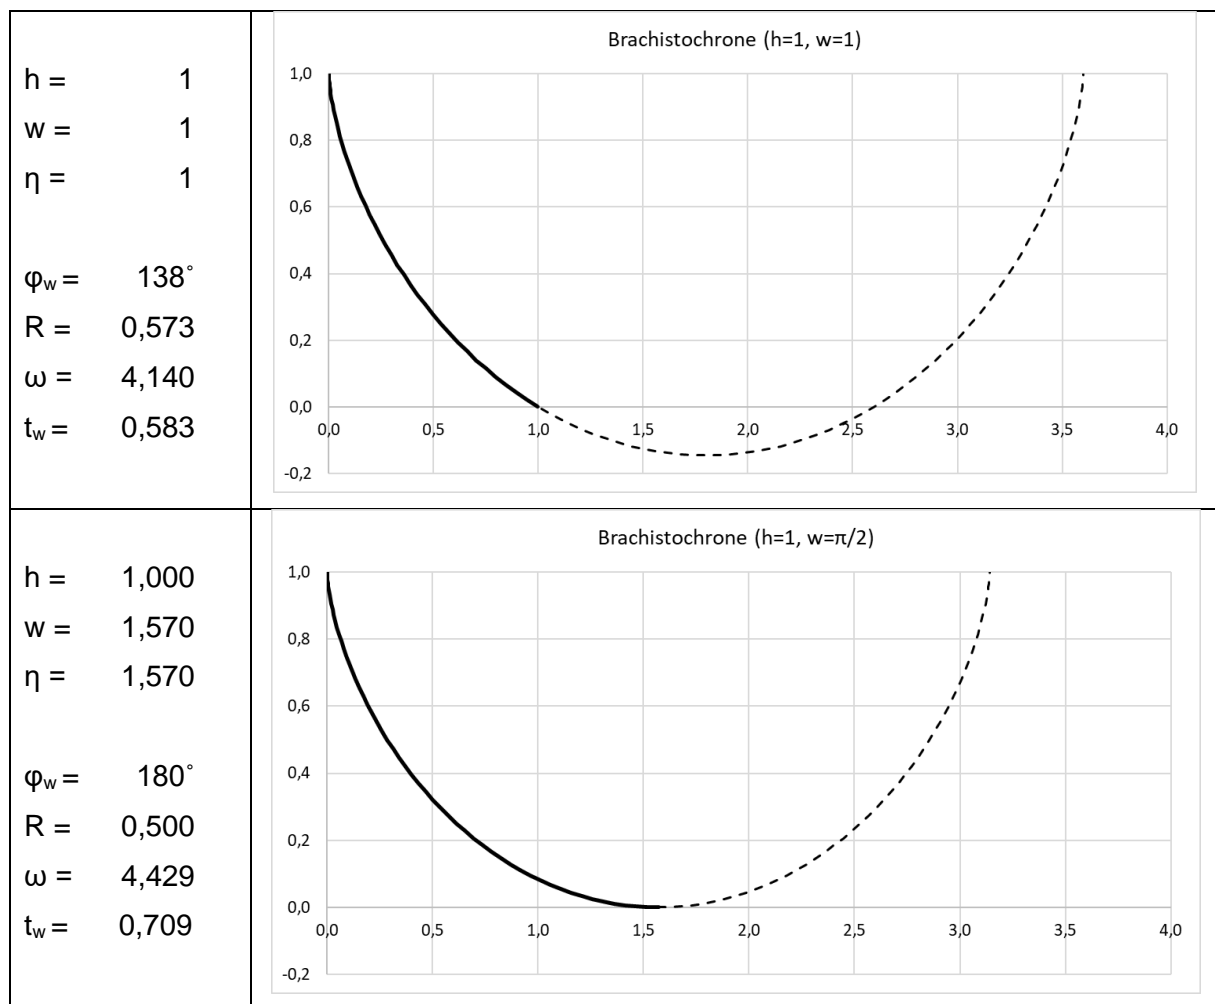 h = 1
w = 1
η = 1
φw = 138°
R = 0,573
ω = 4,140
tw = 0,583
Brachistochrone (h=1, w=1)
1,0
0,8
0,6
0,4
0,2
0,0
-0,2
0,0 0,5 1,0 1,5 2,0 2,5 3,0 3,5 4,0
h = 1,000
w = 1,570
η = 1,570
φw = 180°
R = 0,500
ω = 4,429
tw = 0,709
Brachistochrone (h=1, w=π/2)
1,0
0,8
0,6
0,4
0,2
0,0
-0,2
0,0 0,5 1,0 1,5 2,0 2,5 3,0 3,5 4,0